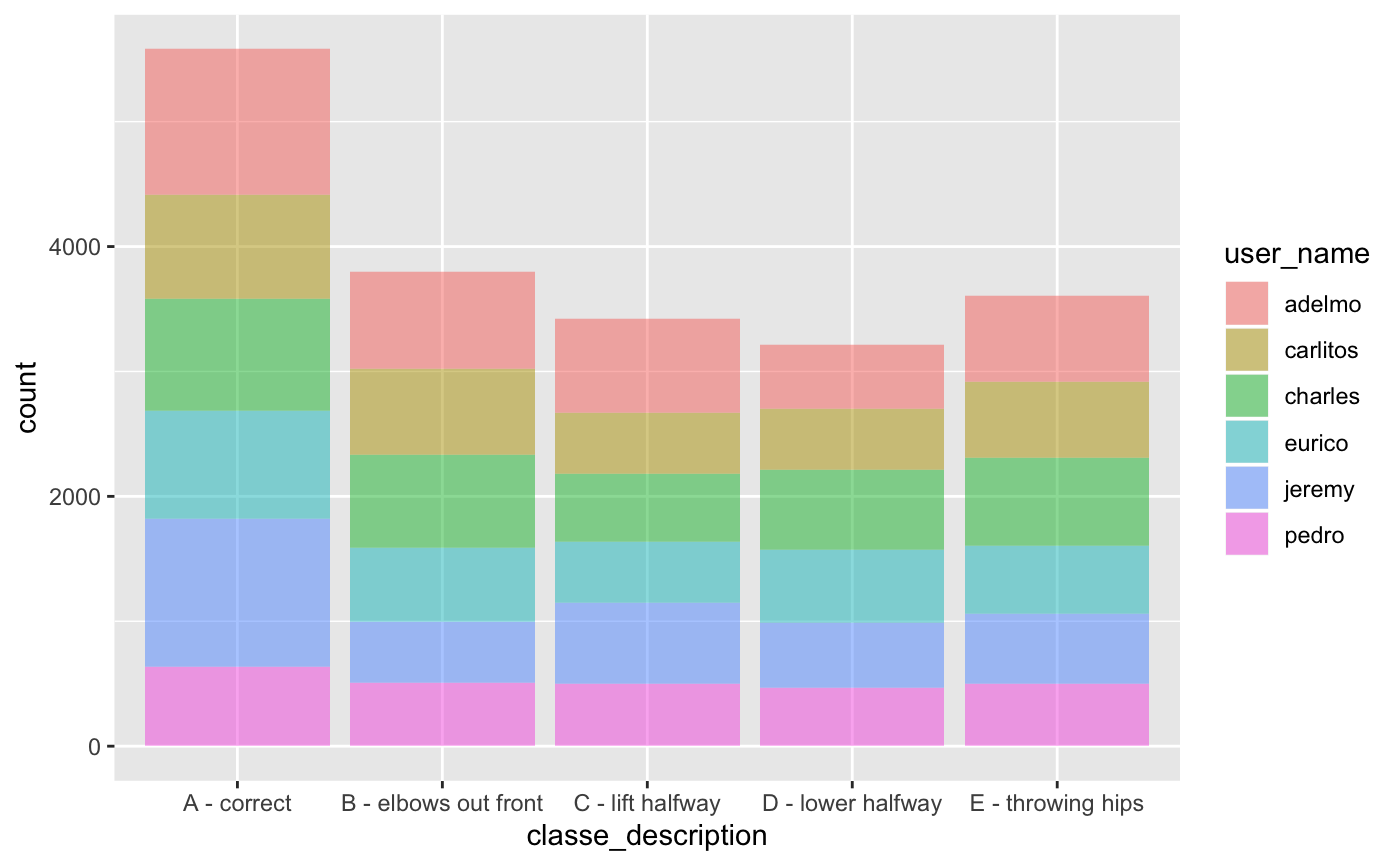 count
4000
2000
0
A - correct
B - elbows out front
C - lift halfway
D - lower halfway
E - throwing hips
classe_description
user_name
adelmo
carlitos
charles
eurico
jeremy
pedro